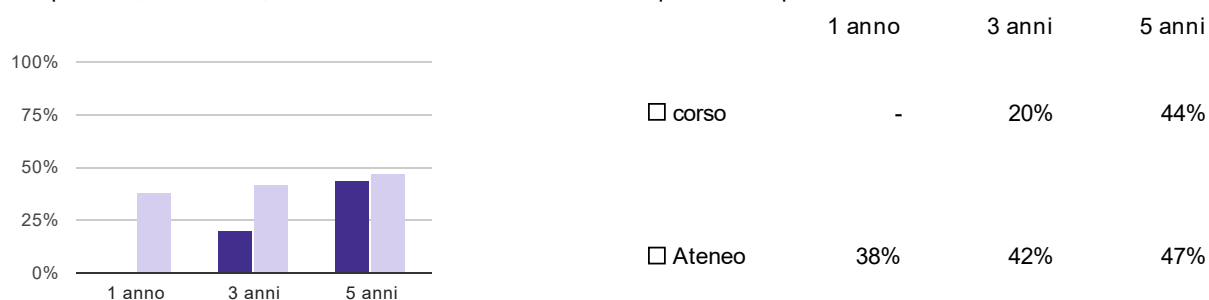 100%
75%
50%
25%
0%
1 anno 3 anni 5 anni
1 anno 3 anni 5 anni
corso - 20% 44%
Ateneo 38% 42% 47%